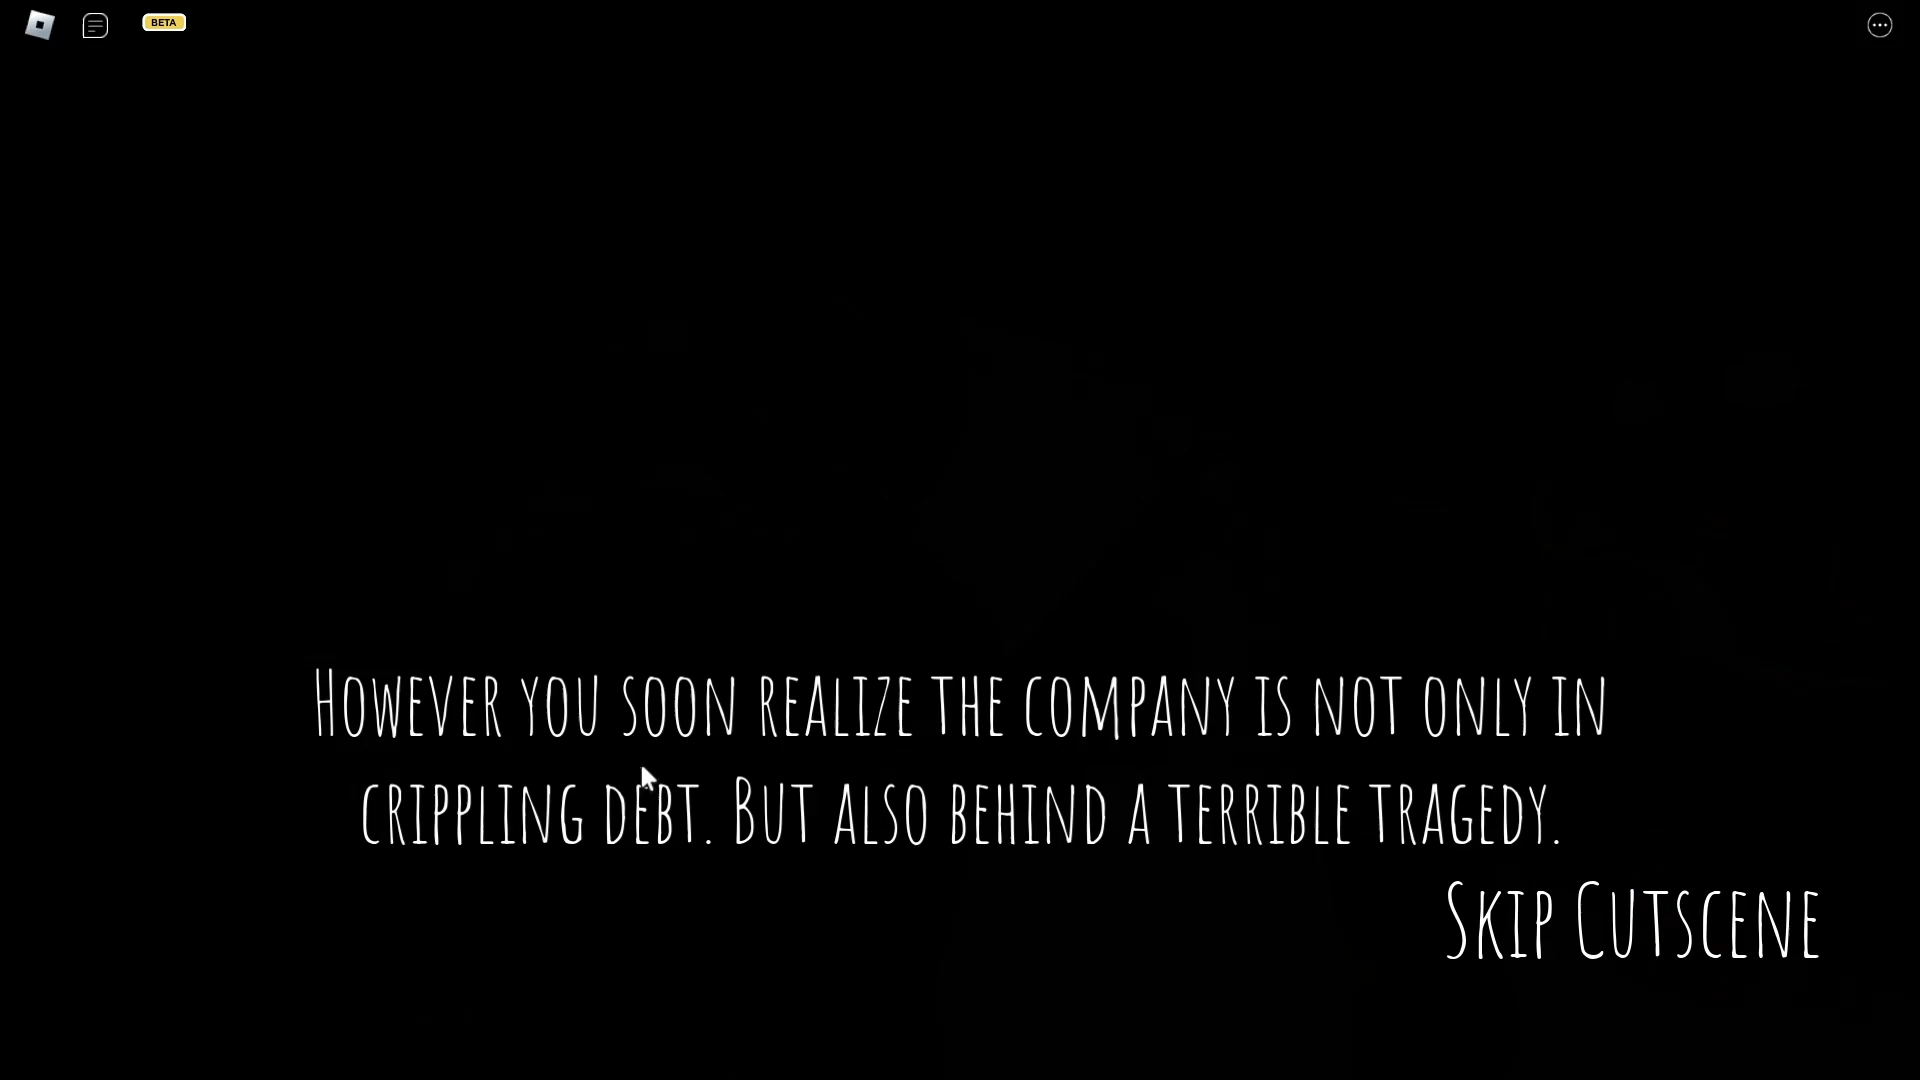 BETA
However you soon realize the company is not only in
crippling debt. But also behind a terrible tragedy.
Skip Cutscene